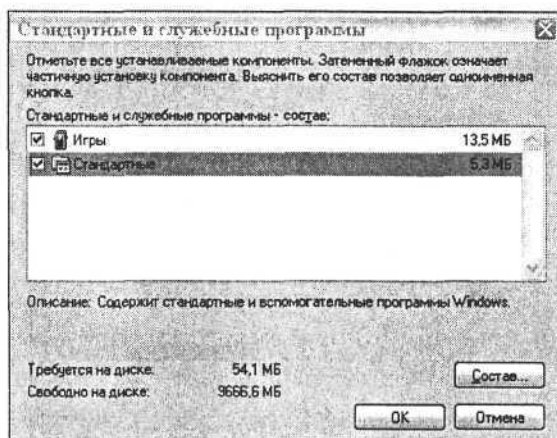 Стандартные и служебные программы
Отметьте все устанавливаемые компоненты. Затененный флажок означает
частичную установку компонента. Выяснить его состав позволяет одноименная
кнопка.
Стандартные и служебные программы - состав:
Игры 13,5 МБ
Стандартные 5,3 МБ
Описание: Содержит стандартные и вспомогательные программы Windows.
Требуется на диске: 54,1 МБ
Свободно на диске: 9666,6 МБ
Состав...
ОК
Отмена